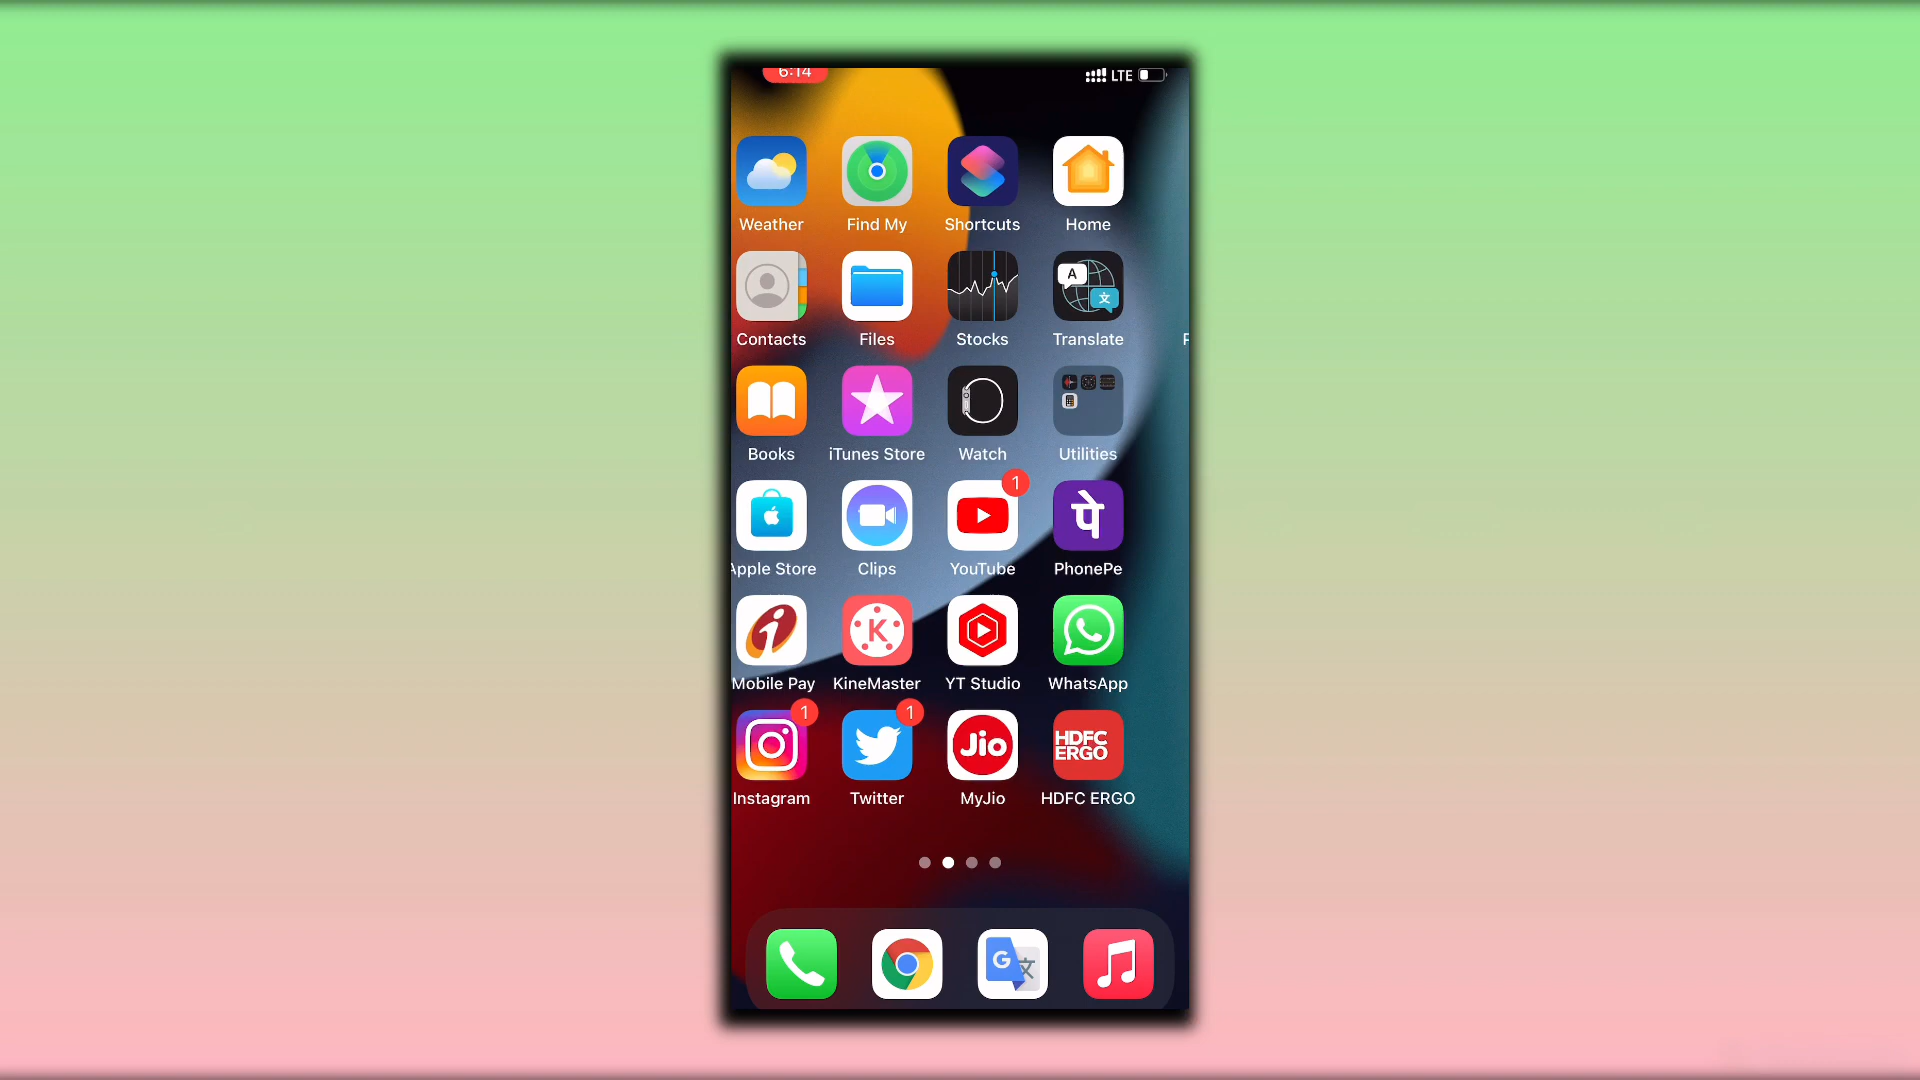 6:14
LTE
Weather Find My Shortcuts Home
A
文
Contacts Files Stocks Translate
Books iTunes Store Watch Utilities
1
पे
Apple Store Clips YouTube PhonePe
i K
Mobile Pay KineMaster YT Studio WhatsApp
1 1
Jio HDFC
ERGO
Instagram Twitter MyJio HDFC ERGO
G 文